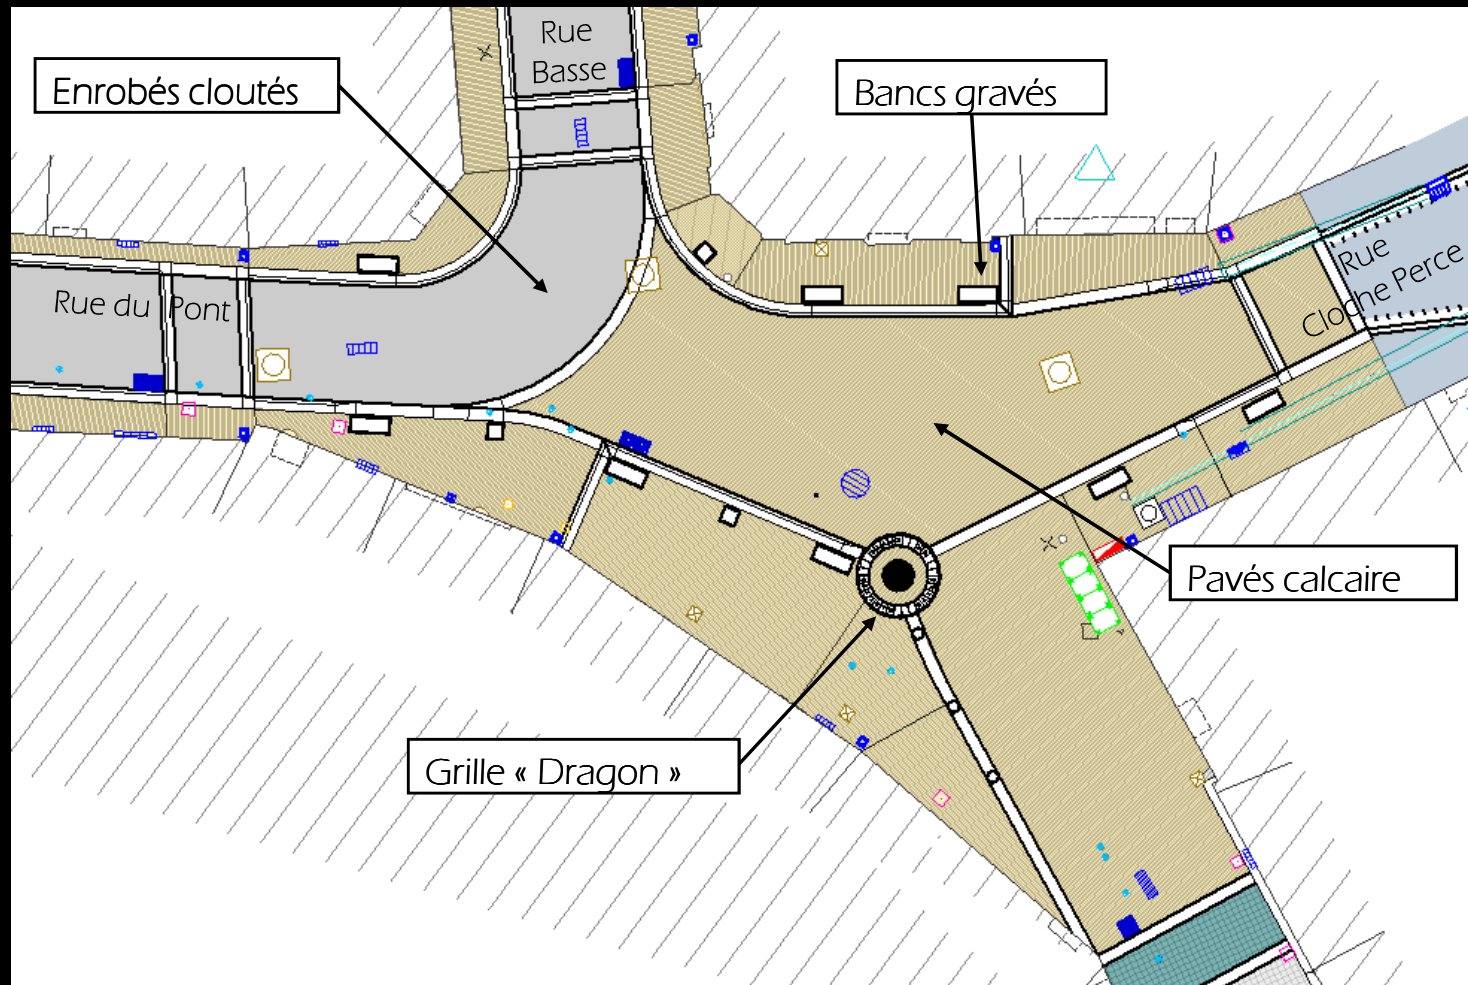 Rue
Basse
Enrobés cloutés
Bancs gravés
Rue du Pont
Rue
Cloche Perce
Pavés calcaire
Grille « Dragon »